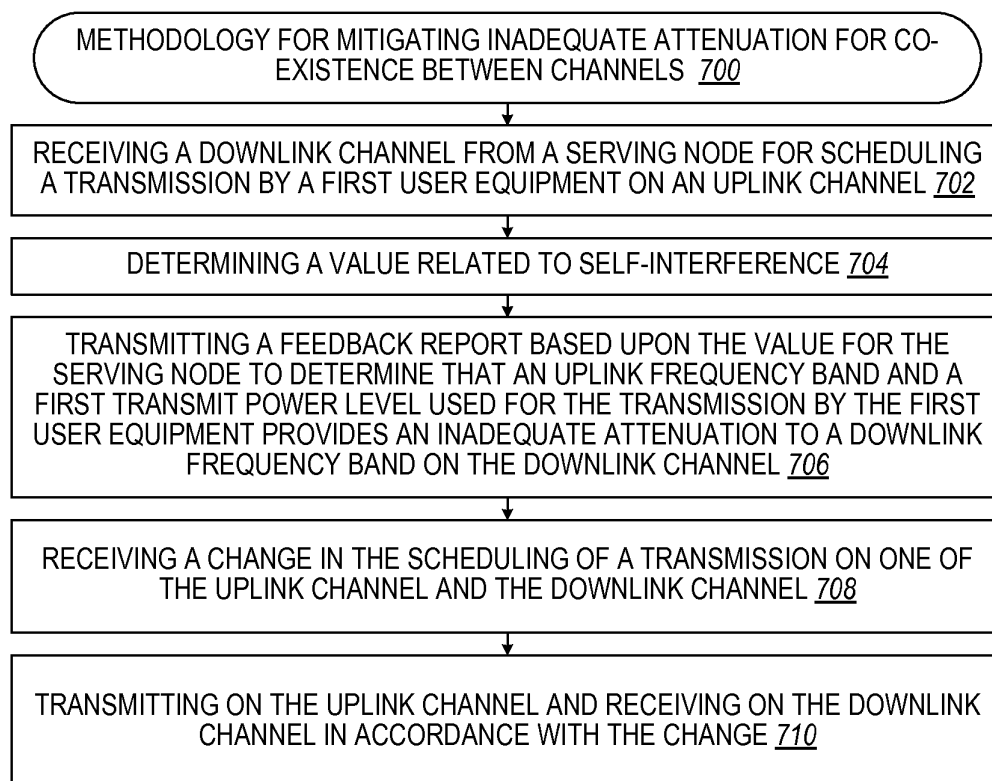 METHODOLOGY FOR MITIGATING INADEQUATE ATTENUATION FOR CO-
EXISTENCE BETWEEN CHANNELS 700
RECEIVING A DOWNLINK CHANNEL FROM A SERVING NODE FOR SCHEDULING
A TRANSMISSION BY A FIRST USER EQUIPMENT ON AN UPLINK CHANNEL 702
DETERMINING A VALUE RELATED TO SELF-INTERFERENCE 704
TRANSMITTING A FEEDBACK REPORT BASED UPON THE VALUE FOR THE
SERVING NODE TO DETERMINE THAT AN UPLINK FREQUENCY BAND AND A
FIRST TRANSMIT POWER LEVEL USED FOR THE TRANSMISSION BY THE FIRST
USER EQUIPMENT PROVIDES AN INADEQUATE ATTENUATION TO A DOWNLINK
FREQUENCY BAND ON THE DOWNLINK CHANNEL 706
RECEIVING A CHANGE IN THE SCHEDULING OF A TRANSMISSION ON ONE OF
THE UPLINK CHANNEL AND THE DOWNLINK CHANNEL 708
TRANSMITTING ON THE UPLINK CHANNEL AND RECEIVING ON THE DOWNLINK
CHANNEL IN ACCORDANCE WITH THE CHANGE 710